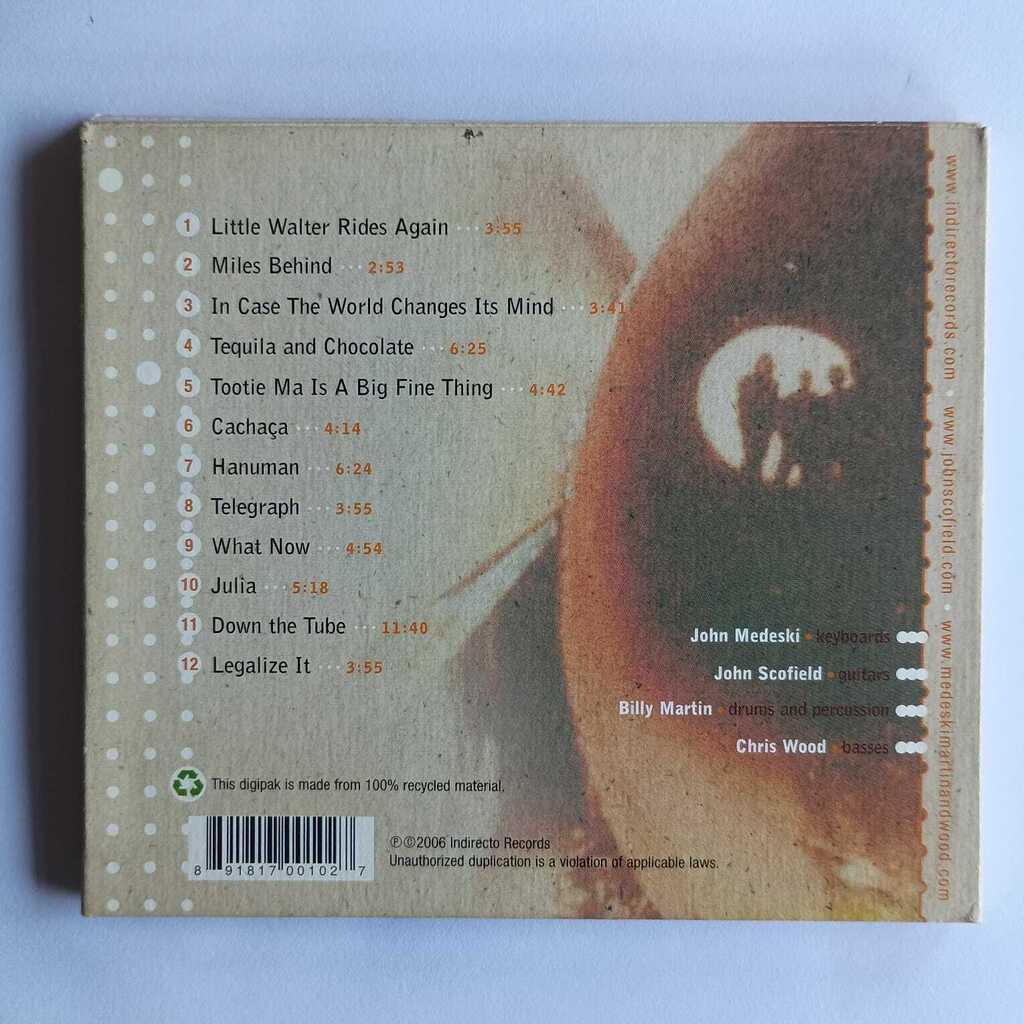 1 Little Walter Rides Again ··· 3:55
2 Miles Behind ··· 2:53
3 In Case The World Changes Its Mind ··· 3:41
4 Tequila and Chocolate ··· 6:25
5 Tootie Ma Is A Big Fine Thing ··· 4:42
6 Cachaça ··· 4:14
7 Hanuman ··· 6:24
8 Telegraph ··· 3:55
9 What Now ··· 4:54
10 Julia ··· 5:18
11 Down the Tube ··· 11:40
12 Legalize It ··· 3:55
John Medeski • keyboards
John Scofield • guitars
Billy Martin • drums and percussion
Chris Wood • basses
This digipak is made from 100% recycled material.
8 91817 00102 7
℗©2006 Indirecto Records
Unauthorized duplication is a violation of applicable laws.
www.indirectorecords.com • www.johnscofield.com • www.medeskimartinandwood.com